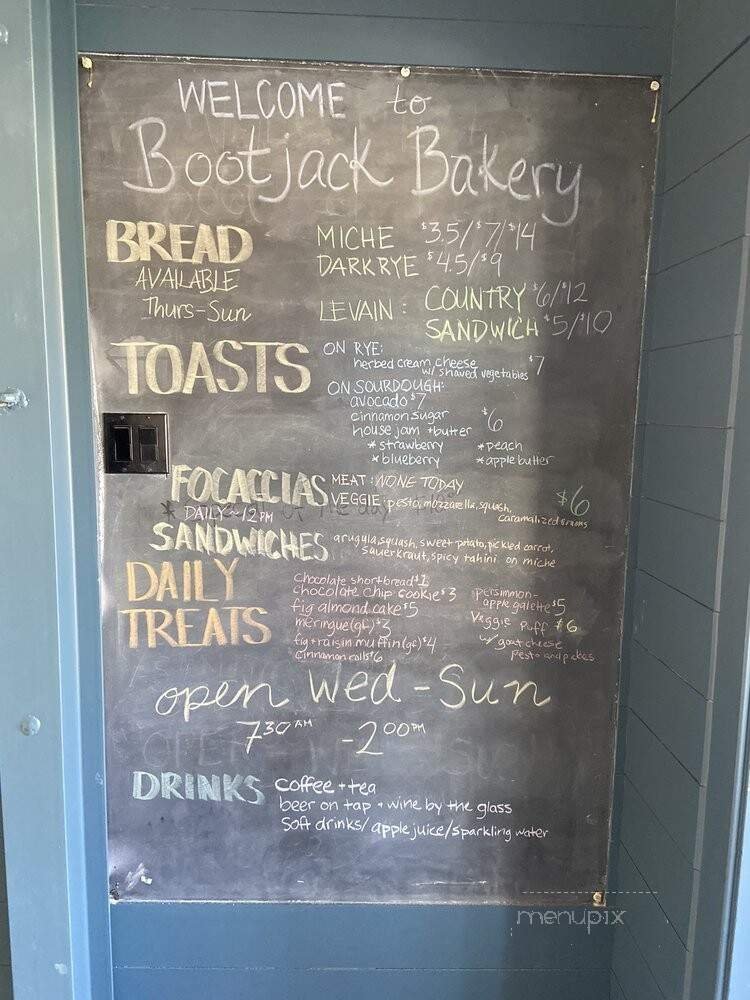 WELCOME to
Bootjack Bakery
BREAD
AVAILABLE
Thurs-Sun
MICHE $3.5/$7/$14
DARK RYE $4.5/$9
LEVAIN: COUNTRY $6/$12
SANDWICH $5/$10
TOASTS
ON RYE:
herbed cream cheese $7
w/ shaved vegetables
ON SOURDOUGH:
avocado $7
cinnamon sugar $6
house jam + butter
* strawberry * peach
* blueberry * apple butter
FOCACCIAS
* DAILY ~12PM
MEAT: NONE TODAY
VEGGIE: pesto, mozzarella, squash, $6
caramalized onions
SANDWICHES
arugula, squash, sweet potato, pickled carrot,
sauerkraut, spicy tahini on miche
DAILY
TREATS
chocolate shortbread $1
chocolate chip cookie $3
fig almond cake $5
meringue (gf) $3
fig + raisin muffin (gf) $4
cinnamon rolls $6
persimmon-
apple galette $5
Veggie Puff $6
w/ goat cheese
pesto and
open Wed - Sun
7:30 AM - 2:00 PM
DRINKS
coffee + tea
beer on tap + wine by the glass
soft drinks/ apple juice/sparkling water
menupix